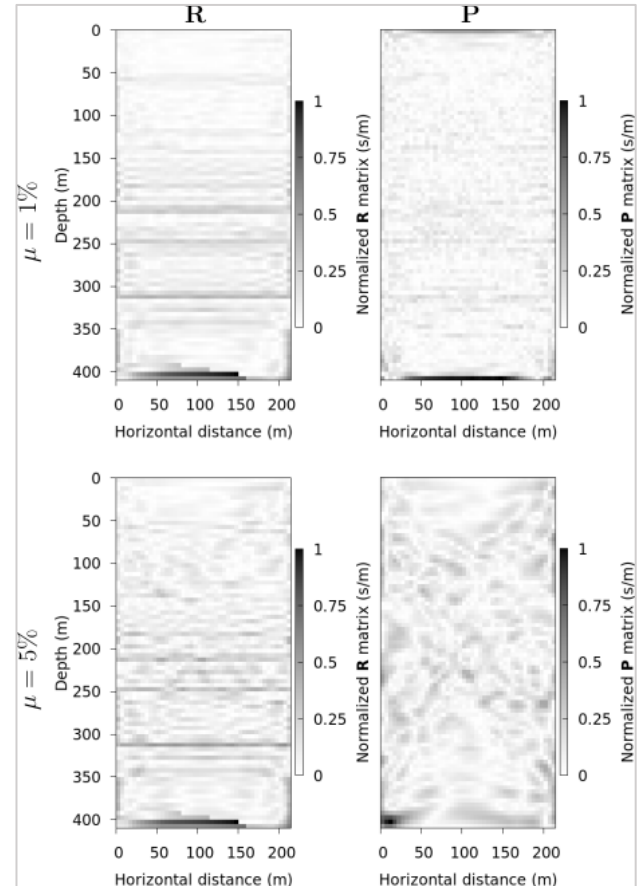 R P
μ = 1%
Depth (m)
0
50
100
150
200
250
300
350
400
0 50 100 150 200
Horizontal distance (m)
1
0.75
0.5
0.25
0
Normalized R matrix (s/m)
0 50 100 150 200
Horizontal distance (m)
1
0.75
0.5
0.25
0
Normalized P matrix (s/m)
μ = 5%
Depth (m)
0
50
100
150
200
250
300
350
400
0 50 100 150 200
Horizontal distance (m)
1
0.75
0.5
0.25
0
Normalized R matrix (s/m)
0 50 100 150 200
Horizontal distance (m)
1
0.75
0.5
0.25
0
Normalized P matrix (s/m)